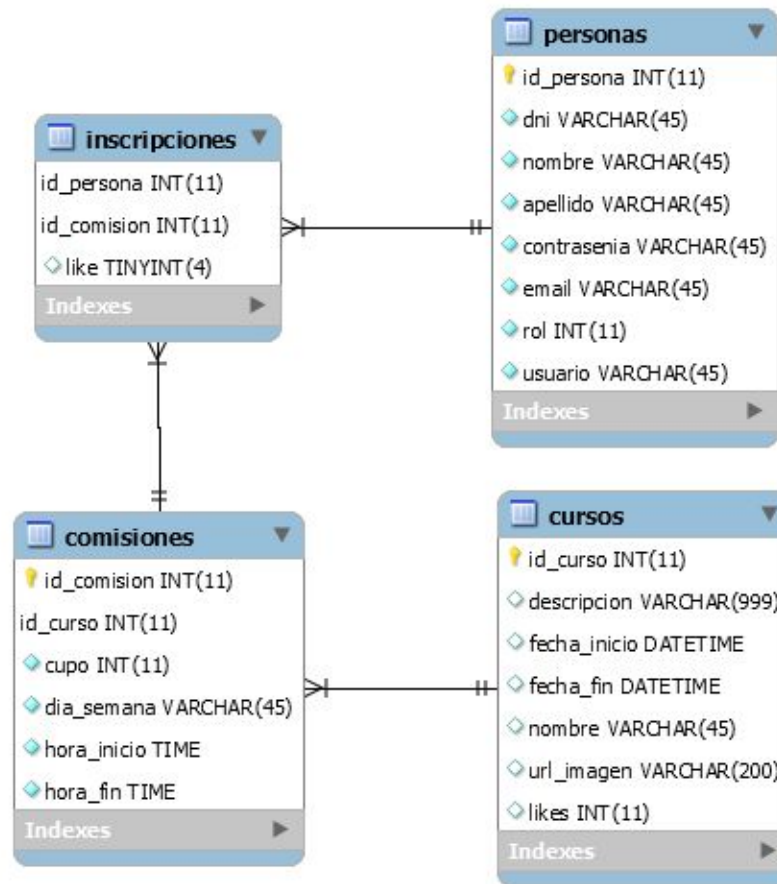 personas
id_persona INT(11)
dni VARCHAR(45)
nombre VARCHAR(45)
apellido VARCHAR(45)
contrasenia VARCHAR(45)
email VARCHAR(45)
rol INT(11)
usuario VARCHAR(45)
Indexes
inscripciones
id_persona INT(11)
id_comision INT(11)
like TINYINT(4)
Indexes
comisiones
id_comision INT(11)
id_curso INT(11)
cupo INT(11)
dia_semana VARCHAR(45)
hora_inicio TIME
hora_fin TIME
Indexes
cursos
id_curso INT(11)
descripcion VARCHAR(999)
fecha_inicio DATETIME
fecha_fin DATETIME
nombre VARCHAR(45)
url_imagen VARCHAR(200)
likes INT(11)
Indexes